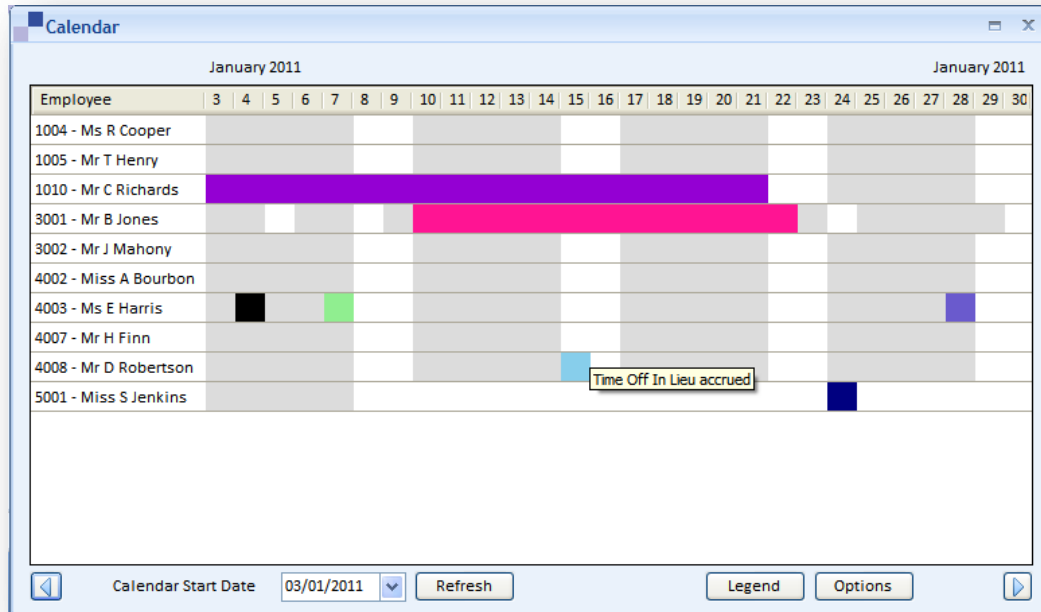 Calendar
January 2011 January 2011
Employee 3 4 5 6 7 8 9 10 11 12 13 14 15 16 17 18 19 20 21 22 23 24 25 26 27 28 29 30
1004 - Ms R Cooper
1005 - Mr T Henry
1010 - Mr C Richards
3001 - Mr B Jones
3002 - Mr J Mahony
4002 - Miss A Bourbon
4003 - Ms E Harris
4007 - Mr H Finn
4008 - Mr D Robertson
Time Off In Lieu accrued
5001 - Miss S Jenkins
Calendar Start Date 03/01/2011 Refresh Legend Options